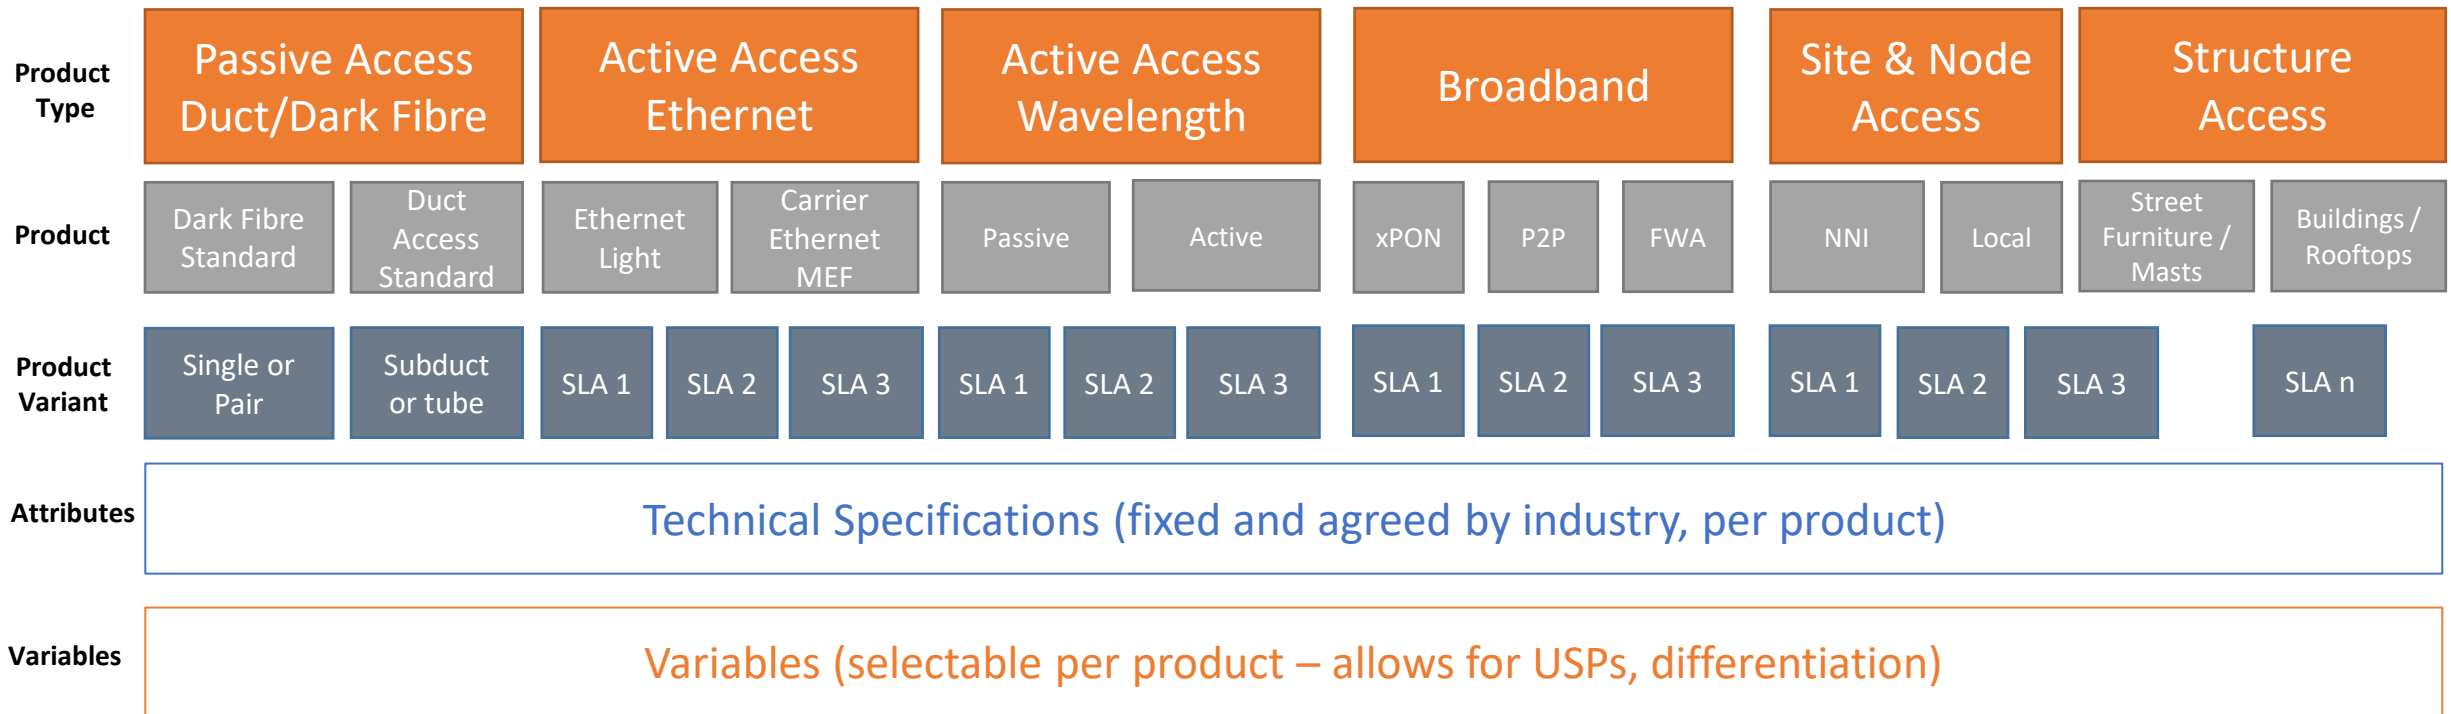 Product
Type
Passive Access
Duct/Dark Fibre
Active Access
Ethernet
Active Access
Wavelength
Broadband
Site & Node
Access
Structure
Access
Product
Dark Fibre
Standard
Duct
Access
Standard
Ethernet
Light
Carrier
Ethernet
MEF
Passive
Active
xPON
P2P
FWA
NNI
Local
Street
Furniture /
Masts
Buildings /
Rooftops
Product
Variant
Single or
Pair
Subduct
or tube
SLA 1
SLA 2
SLA 3
SLA 1
SLA 2
SLA 3
SLA 1
SLA 2
SLA 3
SLA 1
SLA 2
SLA 3
SLA n
Attributes
Technical Specifications (fixed and agreed by industry, per product)
Variables
Variables (selectable per product – allows for USPs, differentiation)